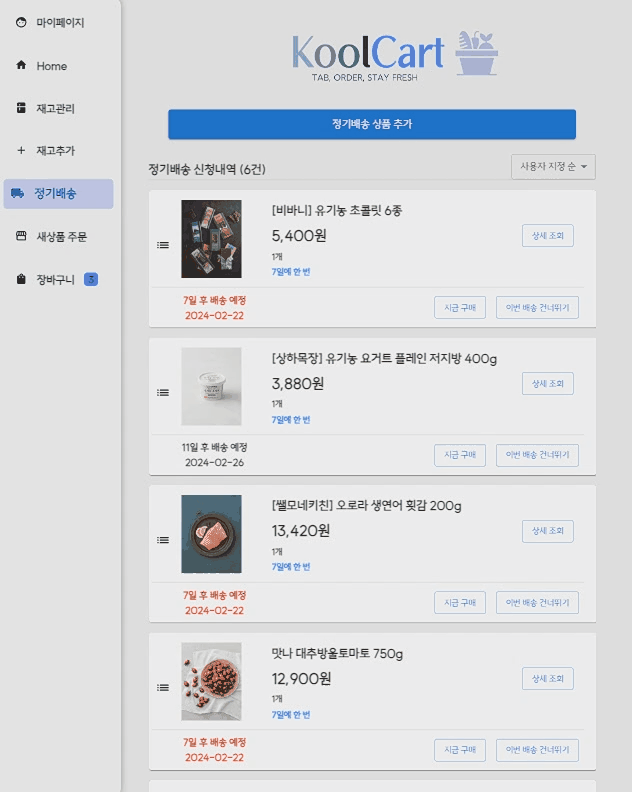 마이페이지
Home
재고관리
재고추가
정기배송
새상품 주문
장바구니 3
KoolCart
TAB, ORDER, STAY FRESH
정기배송 상품 추가
정기배송 신청내역 (6건)
사용자 지정 순
[비바니] 유기농 초콜릿 6종
5,400원
1개
7일에 한 번
상세 조회
7일 후 배송 예정
2024-02-22
지금 구매
이번 배송 건너뛰기
[상하목장] 유기농 요거트 플레인 저지방 400g
3,880원
1개
7일에 한 번
상세 조회
11일 후 배송 예정
2024-02-26
지금 구매
이번 배송 건너뛰기
[쌜모네키친] 오로라 생연어 횟감 200g
13,420원
1개
7일에 한 번
상세 조회
7일 후 배송 예정
2024-02-22
지금 구매
이번 배송 건너뛰기
맛나 대추방울토마토 750g
12,900원
1개
7일에 한 번
상세 조회
7일 후 배송 예정
2024-02-22
지금 구매
이번 배송 건너뛰기